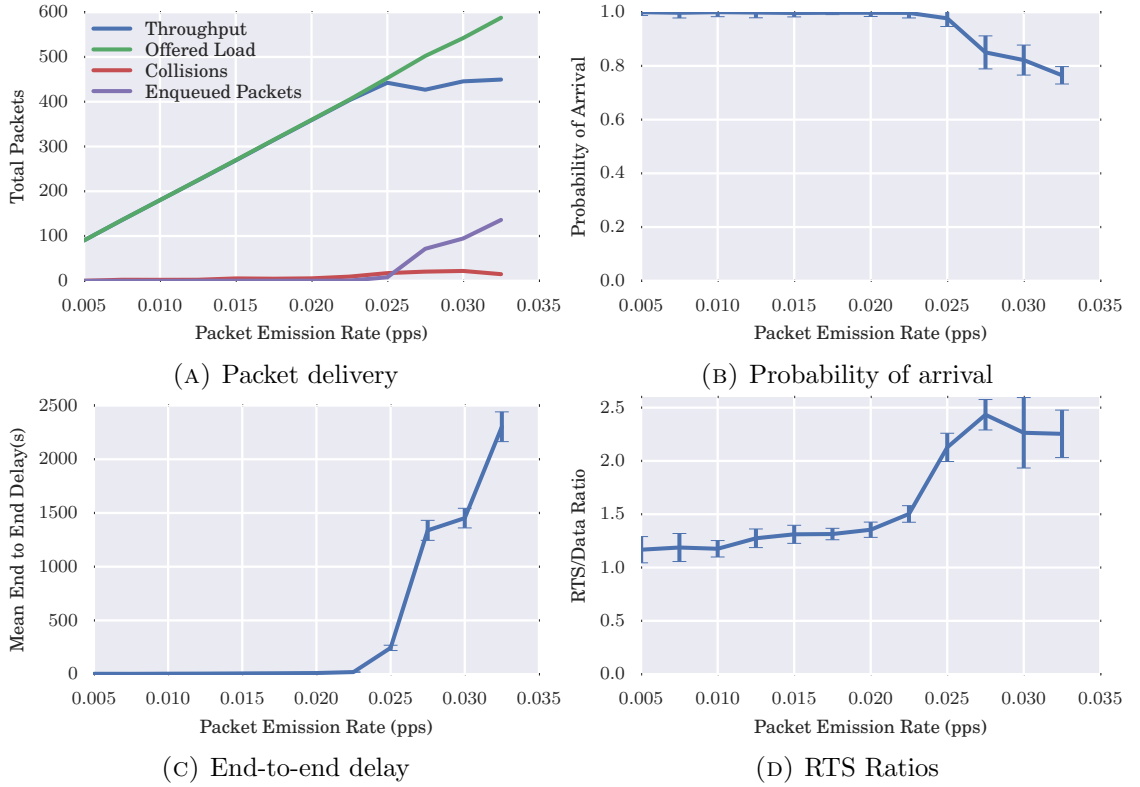 600
500
400
300
200
100
0
Total Packets
Throughput
Offered Load
Collisions
Enqueued Packets
0.005 0.010 0.015 0.020 0.025 0.030 0.035
Packet Emission Rate (pps)
(A) Packet delivery
1.0
0.8
0.6
0.4
0.2
0.0
Probability of Arrival
0.005 0.010 0.015 0.020 0.025 0.030 0.035
Packet Emission Rate (pps)
(B) Probability of arrival
2500
2000
1500
1000
500
0
Mean End to End Delay(s)
0.005 0.010 0.015 0.020 0.025 0.030 0.035
Packet Emission Rate (pps)
(C) End-to-end delay
2.5
2.0
1.5
1.0
0.5
0.0
RTS/Data Ratio
0.005 0.010 0.015 0.020 0.025 0.030 0.035
Packet Emission Rate (pps)
(D) RTS Ratios